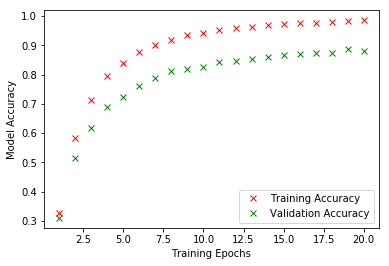 1.0
0.9
0.8
0.7
0.6
0.5
0.4
0.3
Model Accuracy
Training Accuracy
Validation Accuracy
2.5 5.0 7.5 10.0 12.5 15.0 17.5 20.0
Training Epochs